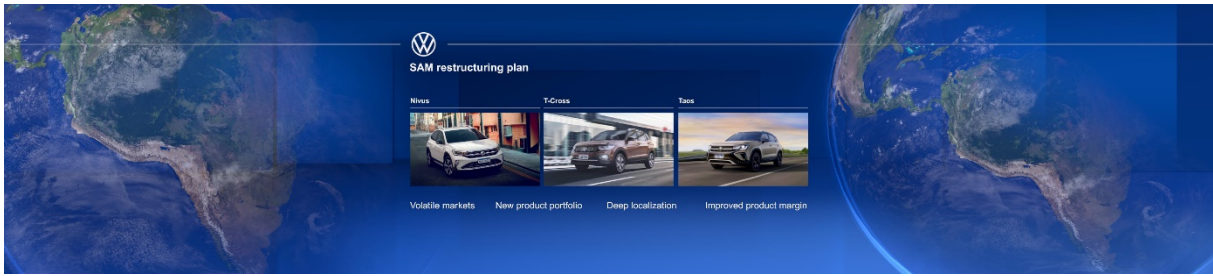 SAM restructuring plan
Nivus T-Cross Taos
Volatile markets New product portfolio Deep localization Improved product margin